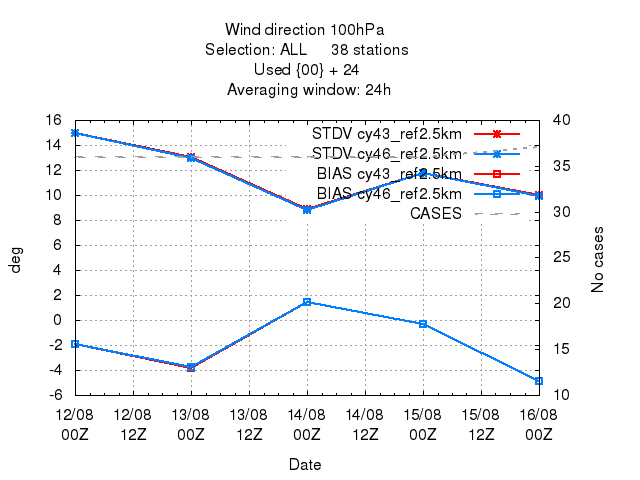 Wind direction 100hPa
Selection: ALL 38 stations
Used {00} + 24
Averaging window: 24h
16
14
12
10
8
6
4
2
0
-2
-4
-6
deg
40
35
30
25
20
15
10
No cases
STDV cy43_ref2.5km
STDV cy46_ref2.5km
BIAS cy43_ref2.5km
BIAS cy46_ref2.5km
CASES
12/08 12/08 13/08 13/08 14/08 14/08 15/08 15/08 16/08
00Z 12Z 00Z 12Z 00Z 12Z 00Z 12Z 00Z
Date